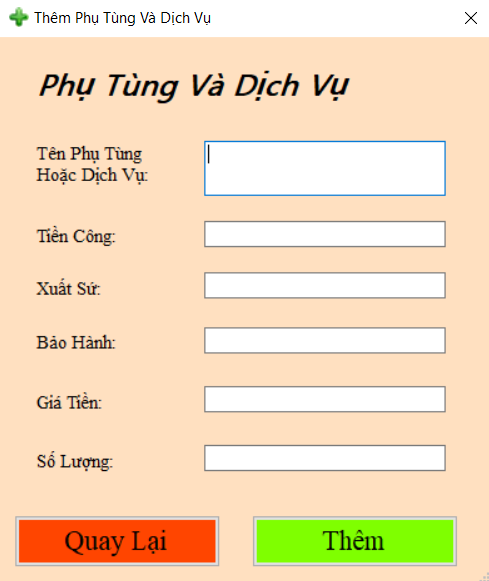 Thêm Phụ Tùng Và Dịch Vụ
Phụ Tùng Và Dịch Vụ
Tên Phụ Tùng
Hoặc Dịch Vụ:
Tiền Công:
Xuất Sứ:
Bảo Hành:
Giá Tiền:
Số Lượng:
Quay Lại
Thêm